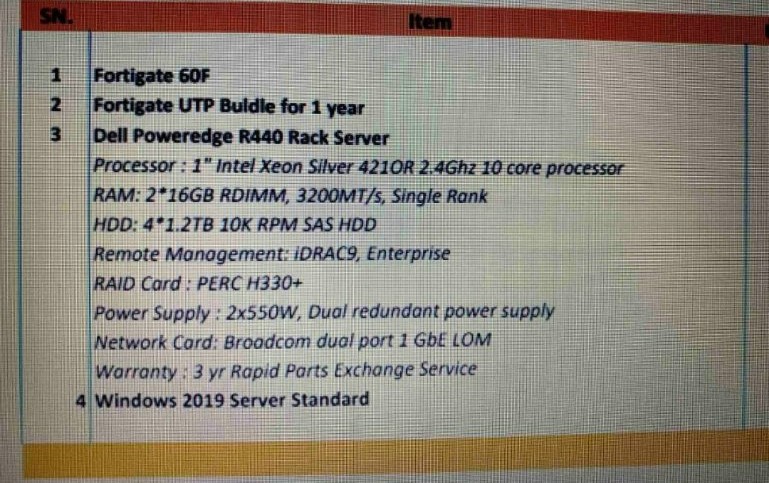 SN. Item
1 Fortigate 60F
2 Fortigate UTP Buldle for 1 year
3 Dell Poweredge R440 Rack Server
Processor : 1" Intel Xeon Silver 421OR 2.4Ghz 10 core processor
RAM: 2*16GB RDIMM, 3200MT/s, Single Rank
HDD: 4*1.2TB 10K RPM SAS HDD
Remote Management: iDRAC9, Enterprise
RAID Card : PERC H330+
Power Supply : 2x550W, Dual redundant power supply
Network Card: Broadcom dual port 1 GbE LOM
Warranty : 3 yr Rapid Parts Exchange Service
4 Windows 2019 Server Standard